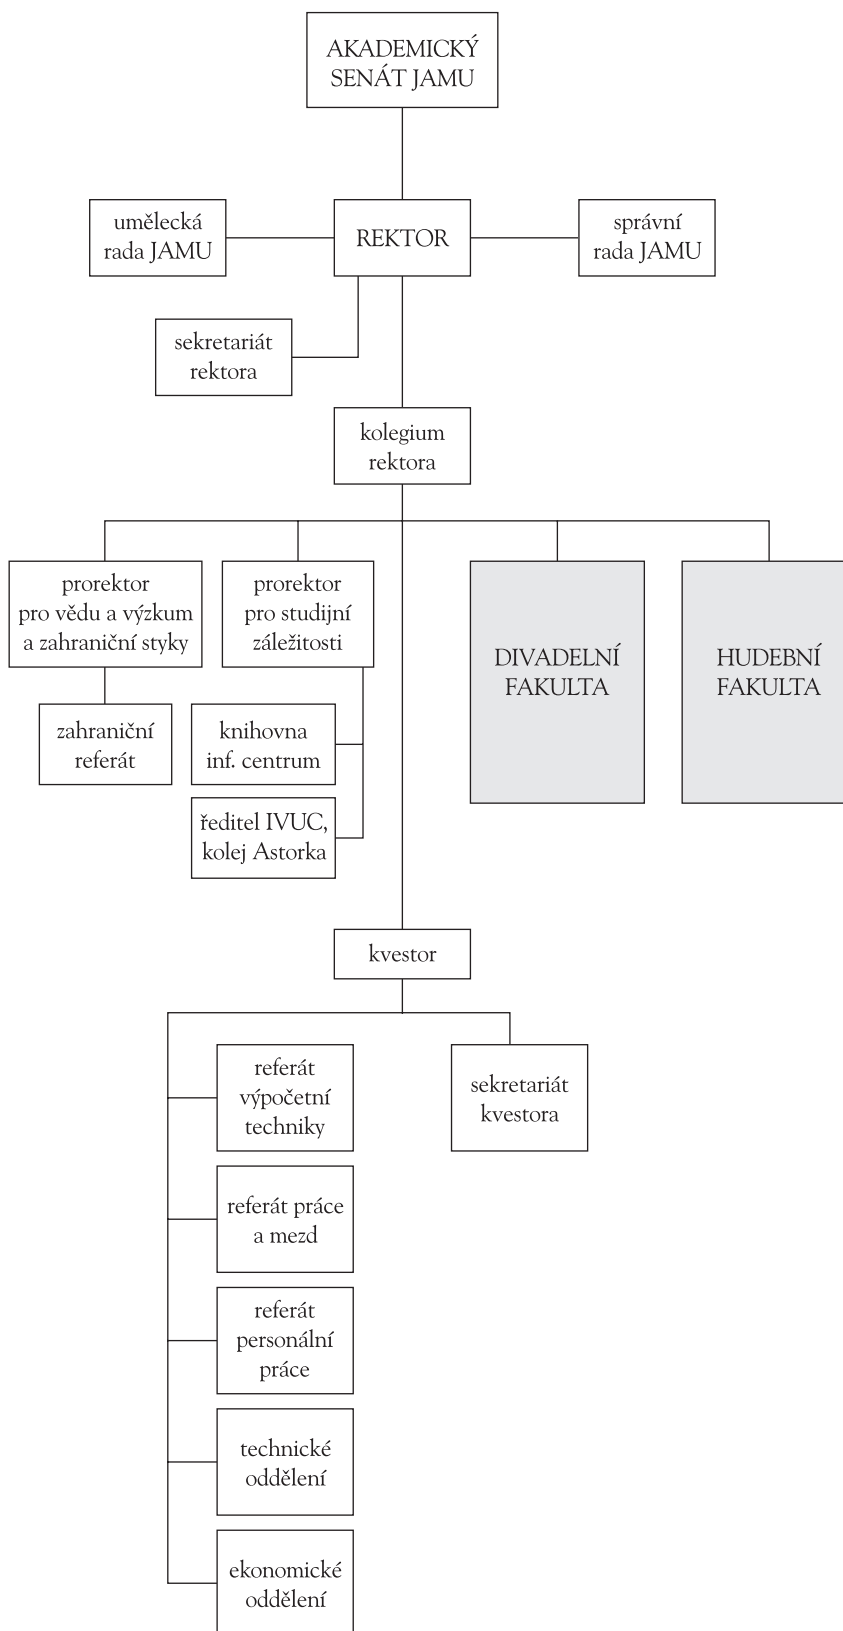 AKADEMICKÝ
SENÁT JAMU
umělecká
rada JAMU
REKTOR
správní
rada JAMU
sekretariát
rektora
kolegium
rektora
prorektor
pro vědu a výzkum
a zahraniční styky
prorektor
pro studijní
záležitosti
DIVADELNÍ
FAKULTA
HUDEBNÍ
FAKULTA
zahraniční
referát
knihovna
inf. centrum
ředitel IVUC,
kolej Astorka
kvestor
referát
výpočetní
techniky
sekretariát
kvestora
referát práce
a mezd
referát
personální
práce
technické
oddělení
ekonomické
oddělení